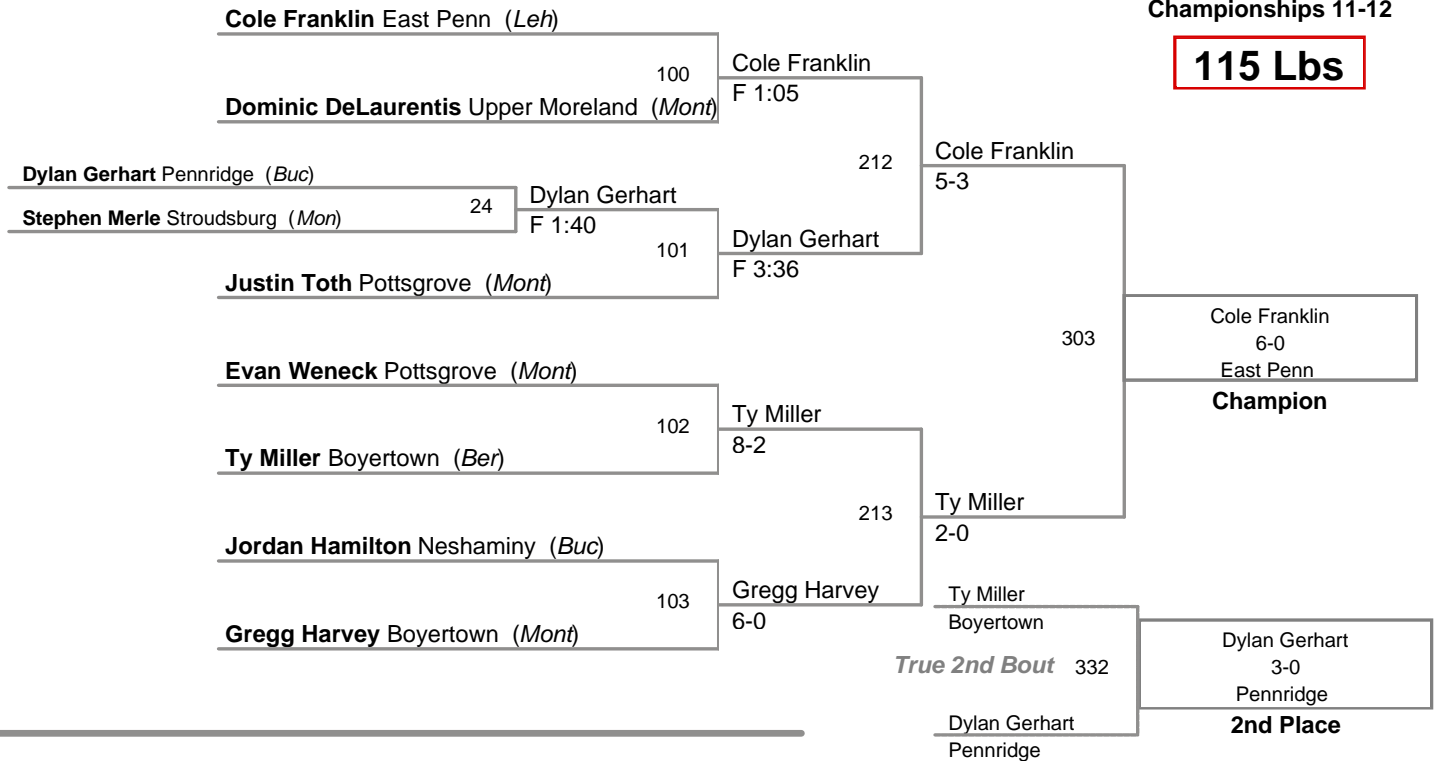 Championships 11-12
115 Lbs
Cole Franklin East Penn (Leh)
100
Cole Franklin
F 1:05
Dominic DeLaurentis Upper Moreland (Mont)
212
Cole Franklin
5-3
Dylan Gerhart Pennridge (Buc)
24
Dylan Gerhart
F 1:40
Stephen Merle Stroudsburg (Mon)
101
Dylan Gerhart
F 3:36
Justin Toth Pottsgrove (Mont)
303
Cole Franklin
6-0
East Penn
Champion
Evan Weneck Pottsgrove (Mont)
102
Ty Miller
8-2
Ty Miller Boyertown (Ber)
213
Ty Miller
2-0
Jordan Hamilton Neshaminy (Buc)
103
Gregg Harvey
6-0
Gregg Harvey Boyertown (Mont)
Ty Miller
Boyertown
True 2nd Bout 332
Dylan Gerhart
3-0
Pennridge
2nd Place
Dylan Gerhart
Pennridge